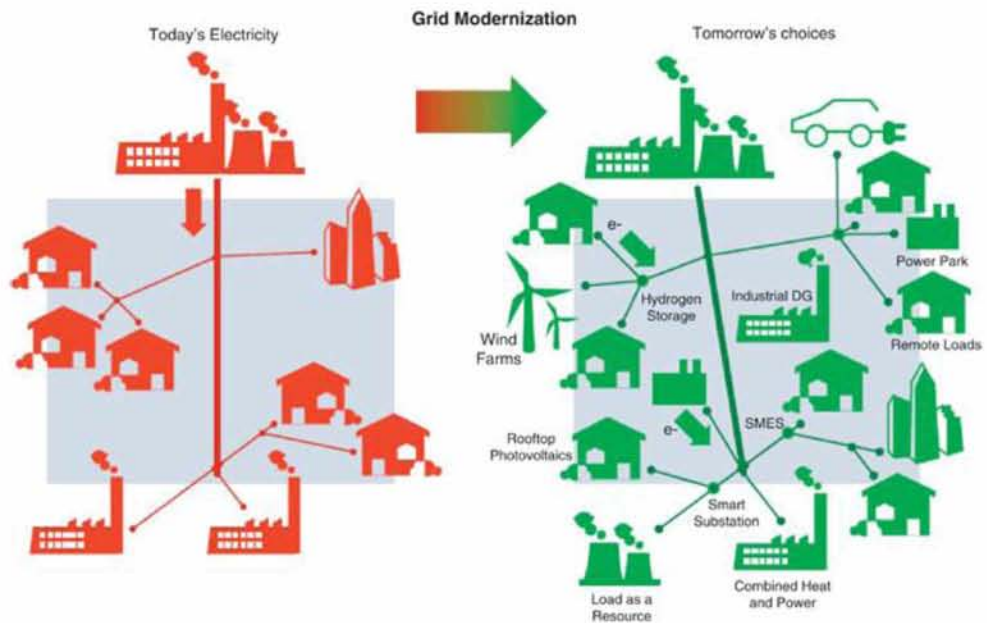 Grid Modernization
Today's Electricity
Tomorrow's choices
e-
Power Park
Hydrogen
Storage
Industrial DG
Wind
Farms
Remote Loads
SMES
e-
Rooftop
Photovoltaics
Smart
Substation
Load as a
Resource
Combined Heat
and Power